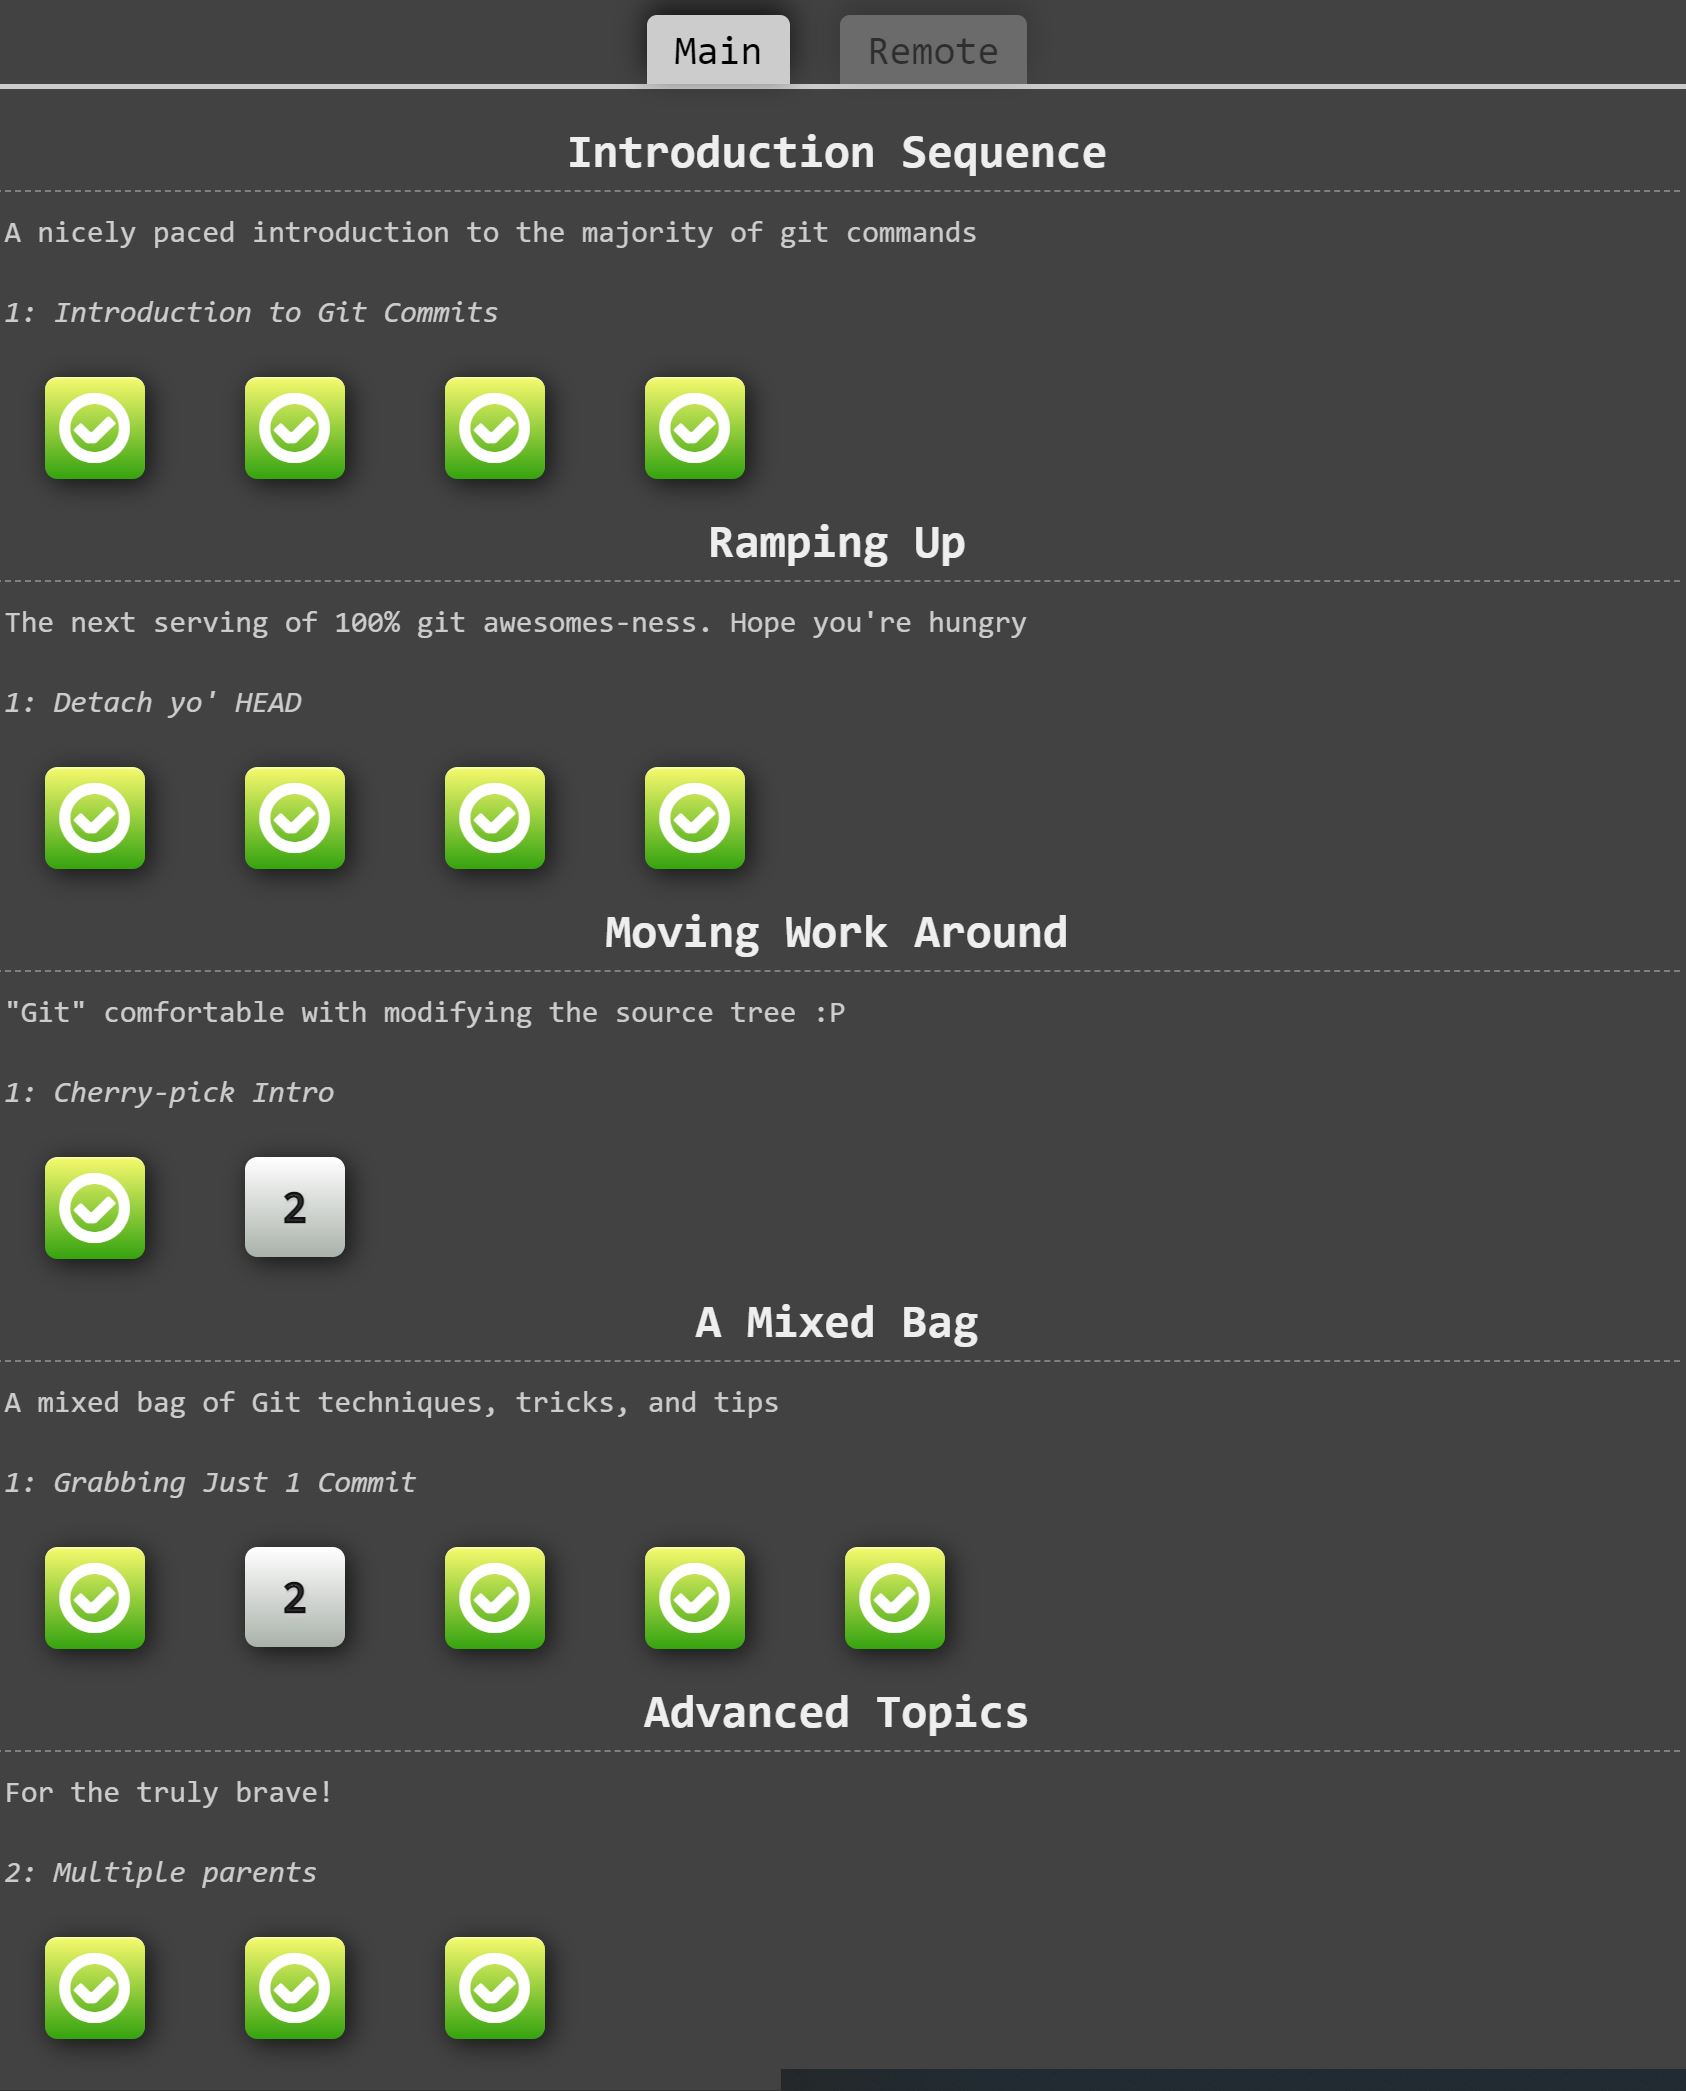 Main Remote
Introduction Sequence
A nicely paced introduction to the majority of git commands
1: Introduction to Git Commits
Ramping Up
The next serving of 100% git awesomes-ness. Hope you're hungry
1: Detach yo' HEAD
Moving Work Around
"Git" comfortable with modifying the source tree :P
1: Cherry-pick Intro
2
A Mixed Bag
A mixed bag of Git techniques, tricks, and tips
1: Grabbing Just 1 Commit
2
Advanced Topics
For the truly brave!
2: Multiple parents